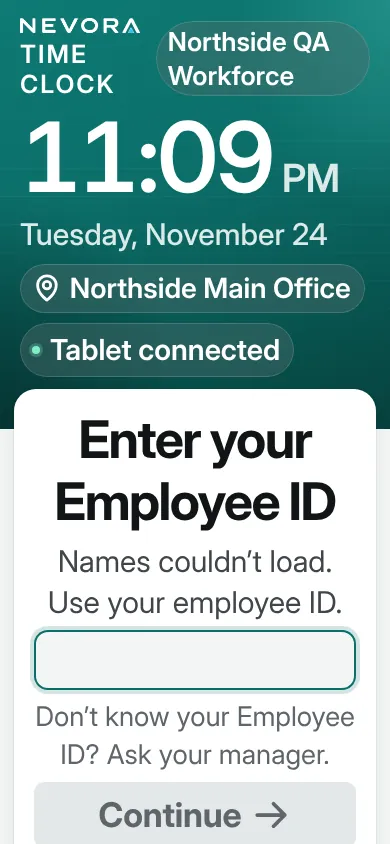 NEVORA
TIME
CLOCK
Northside QA
Workforce
11:09 PM
Tuesday, November 24
Northside Main Office
Tablet connected
Enter your
Employee ID
Names couldn’t load.
Use your employee ID.
Don’t know your Employee
ID? Ask your manager.
Continue →